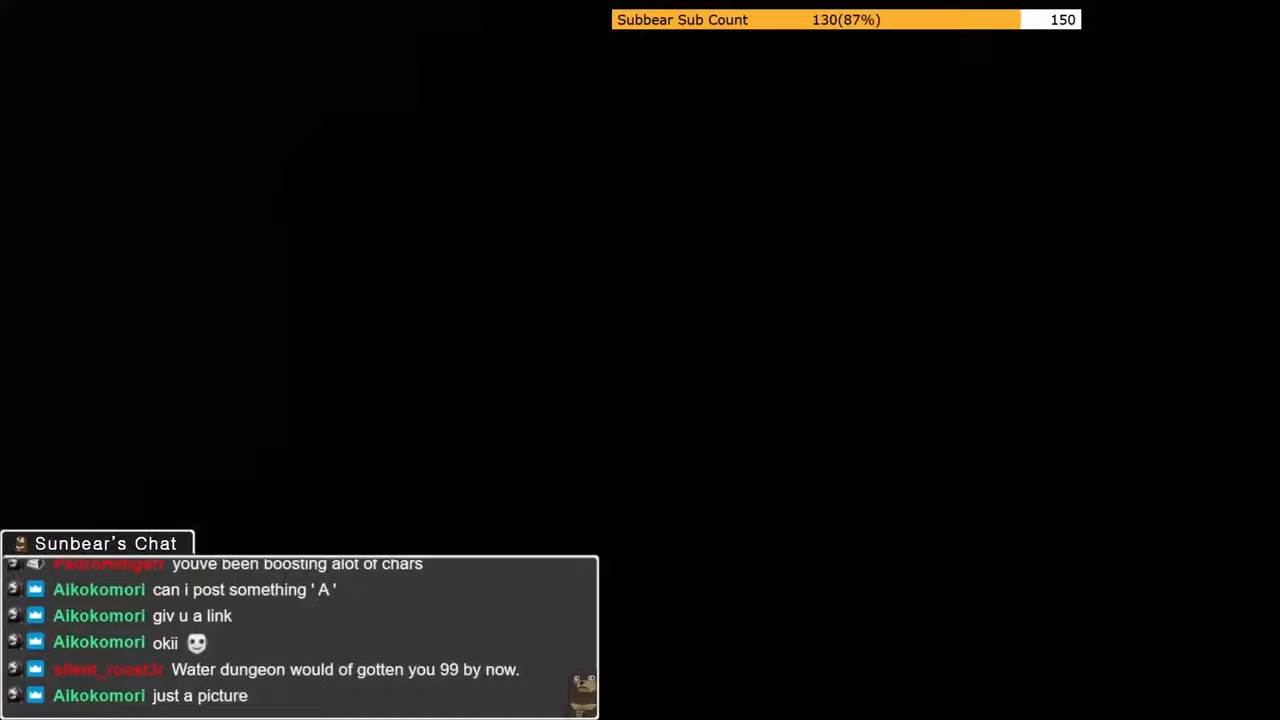 Subbear Sub Count 130(87%) 150
Sunbear's Chat
youve been boosting alot of chars
Aikokomori can i post something ' A '
Aikokomori giv u a link
Aikokomori okii
silent_roost3r Water dungeon would of gotten you 99 by now.
Aikokomori just a picture